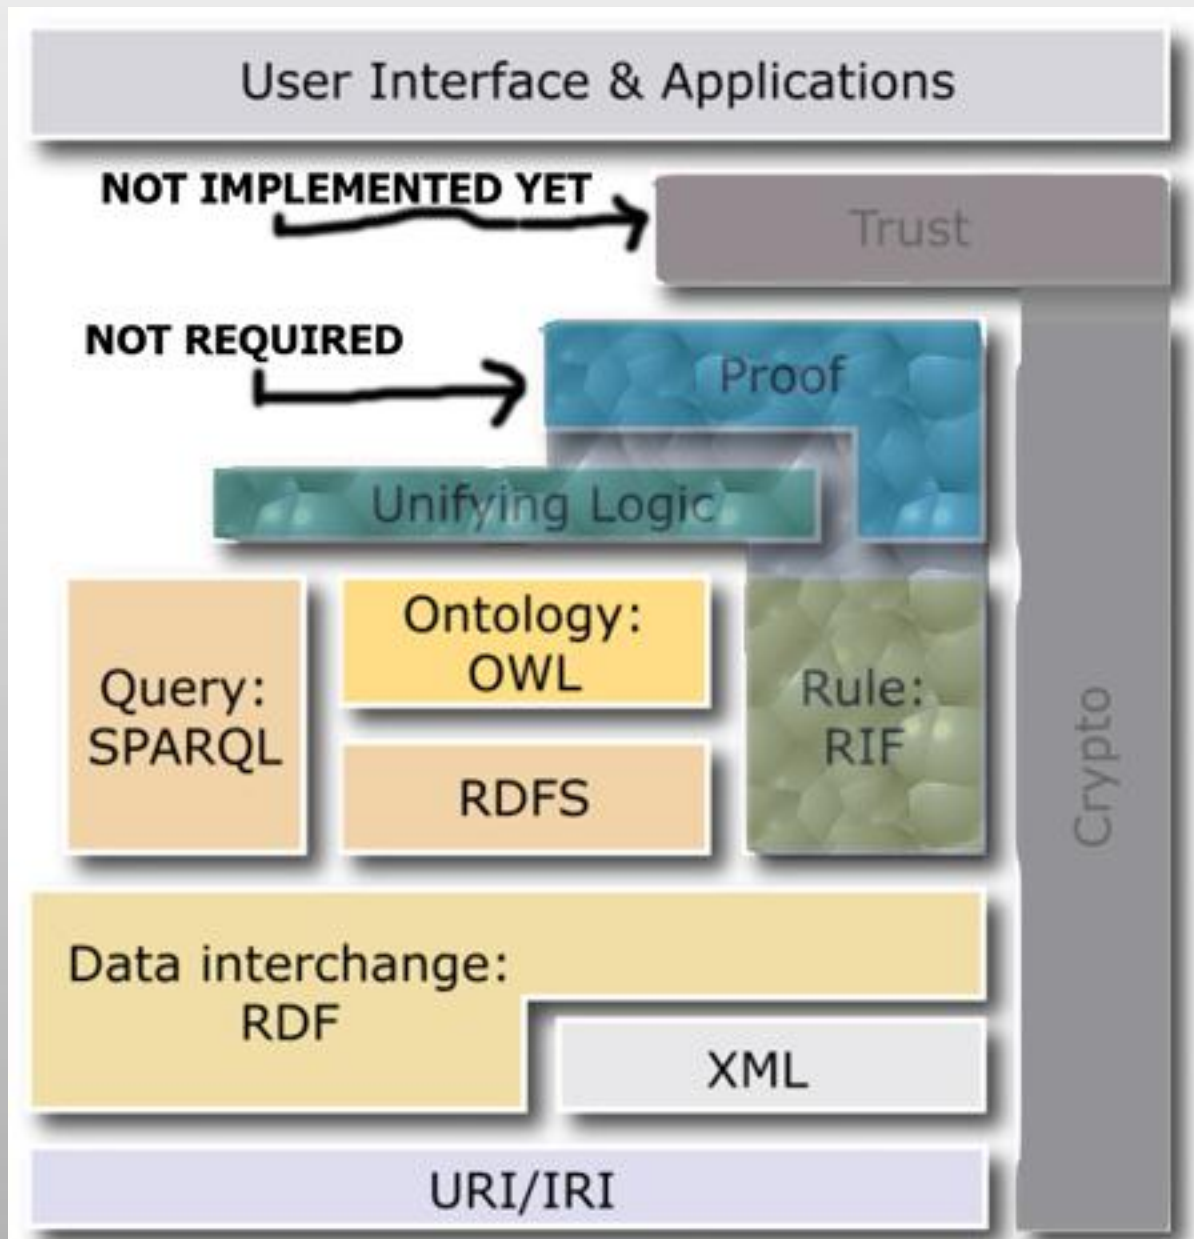 User Interface & Applications
NOT IMPLEMENTED YET
Trust
NOT REQUIRED
Proof
Unifying Logic
Ontology:
OWL
Query:
SPARQL
Rule:
RIF
RDFS
Crypto
Data interchange:
RDF
XML
URI/IRI